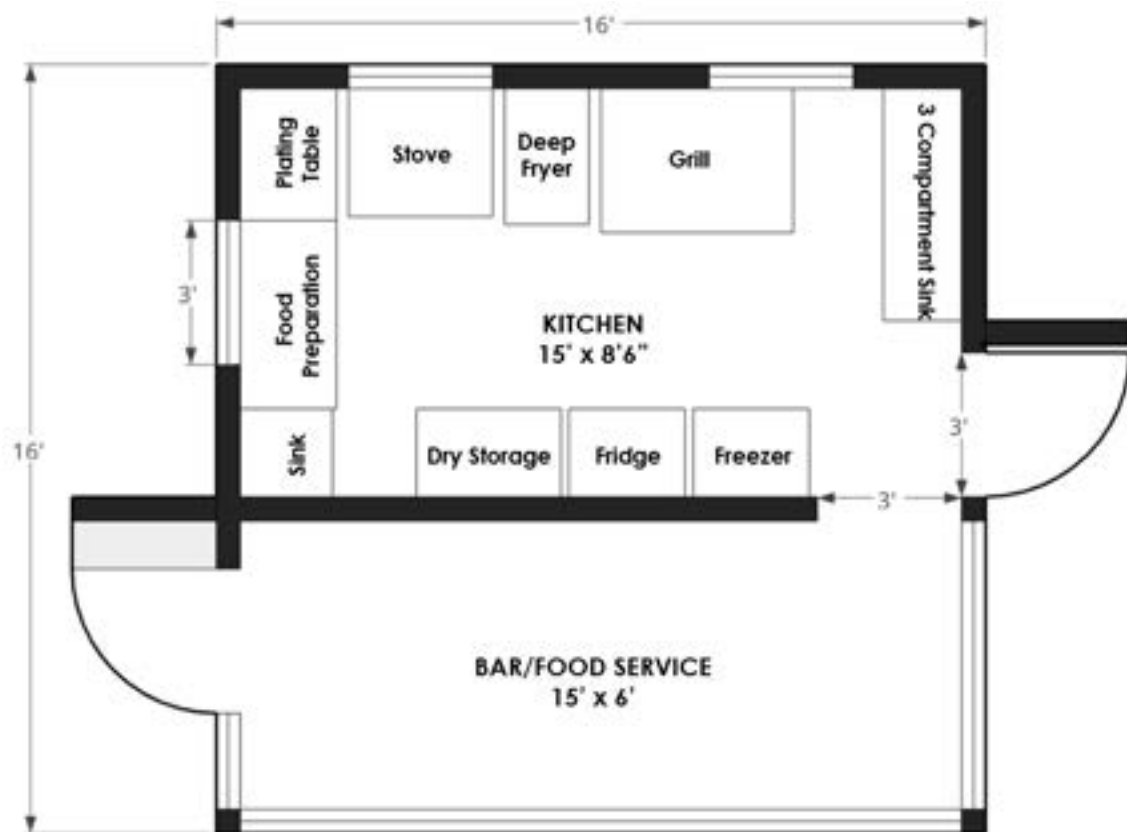 16'
Plating
Table
Stove
Deep
Fryer
Grill
3 Compartment Sink
3'
Food
Preparation
KITCHEN
15' x 8'6"
16'
Sink
Dry Storage
Fridge
Freezer
3'
3'
BAR/FOOD SERVICE
15' x 6'